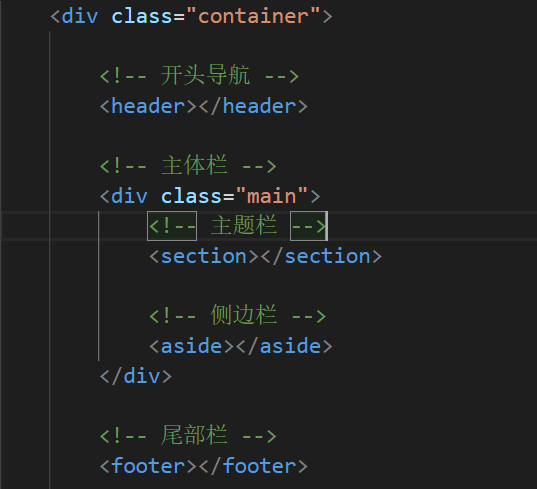 <div class="container">
<!-- 开头导航 -->
<header></header>
<!-- 主体栏 -->
<div class="main">
<!-- 主题栏 -->
<section></section>
<!-- 侧边栏 -->
<aside></aside>
</div>
<!-- 尾部栏 -->
<footer></footer>